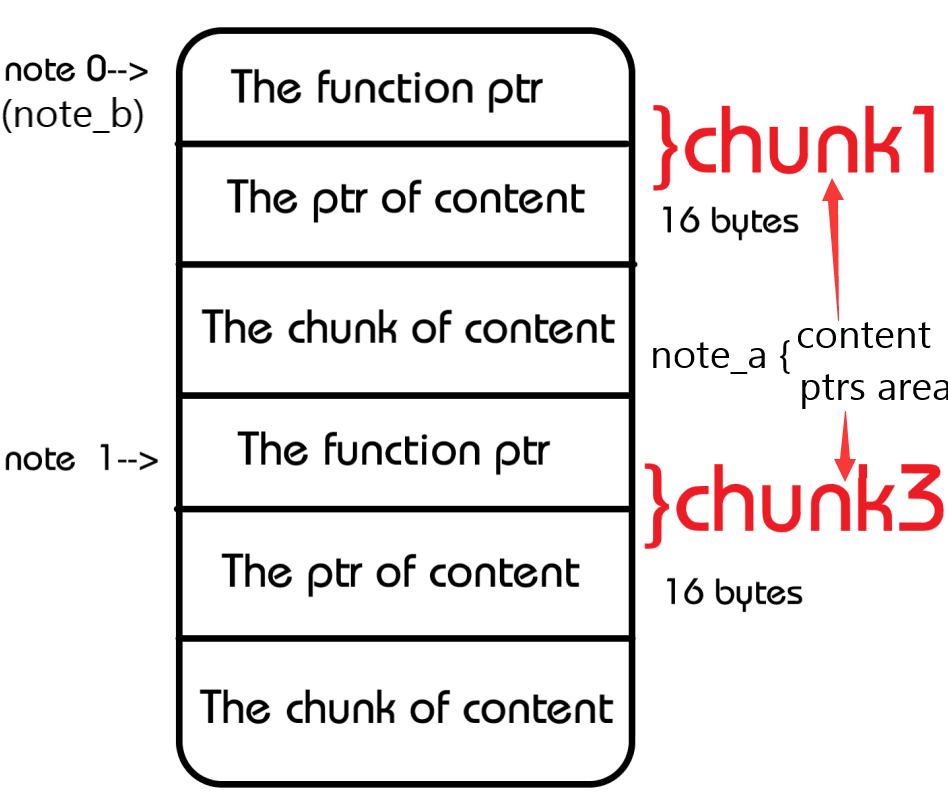 note 0-->
(note_b)
The function ptr
}chunk1
The ptr of content
16 bytes
The chunk of content
note_a {
content
ptrs area
note 1-->
The function ptr
}chunk3
The ptr of content
16 bytes
The chunk of content